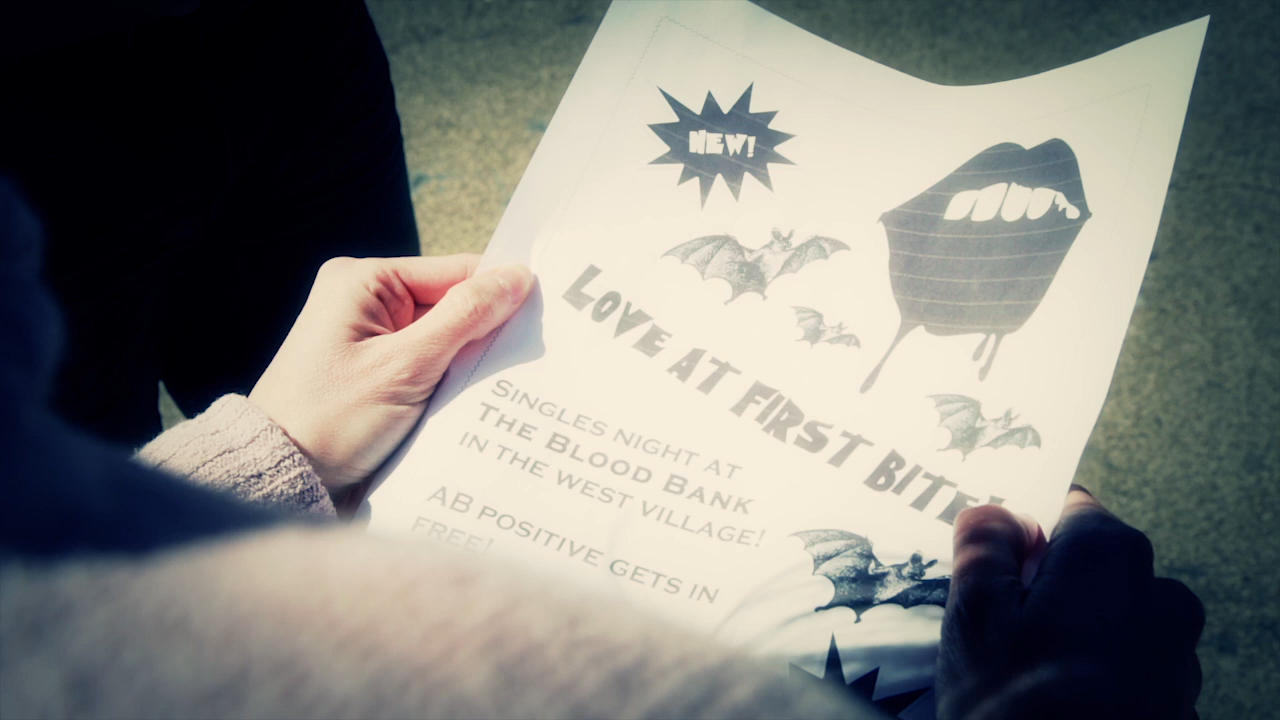 NEW!
LOVE AT FIRST BITE!
SINGLES NIGHT AT
THE BLOOD BANK
IN THE WEST VILLAGE!
AB POSITIVE GETS IN
FREE!